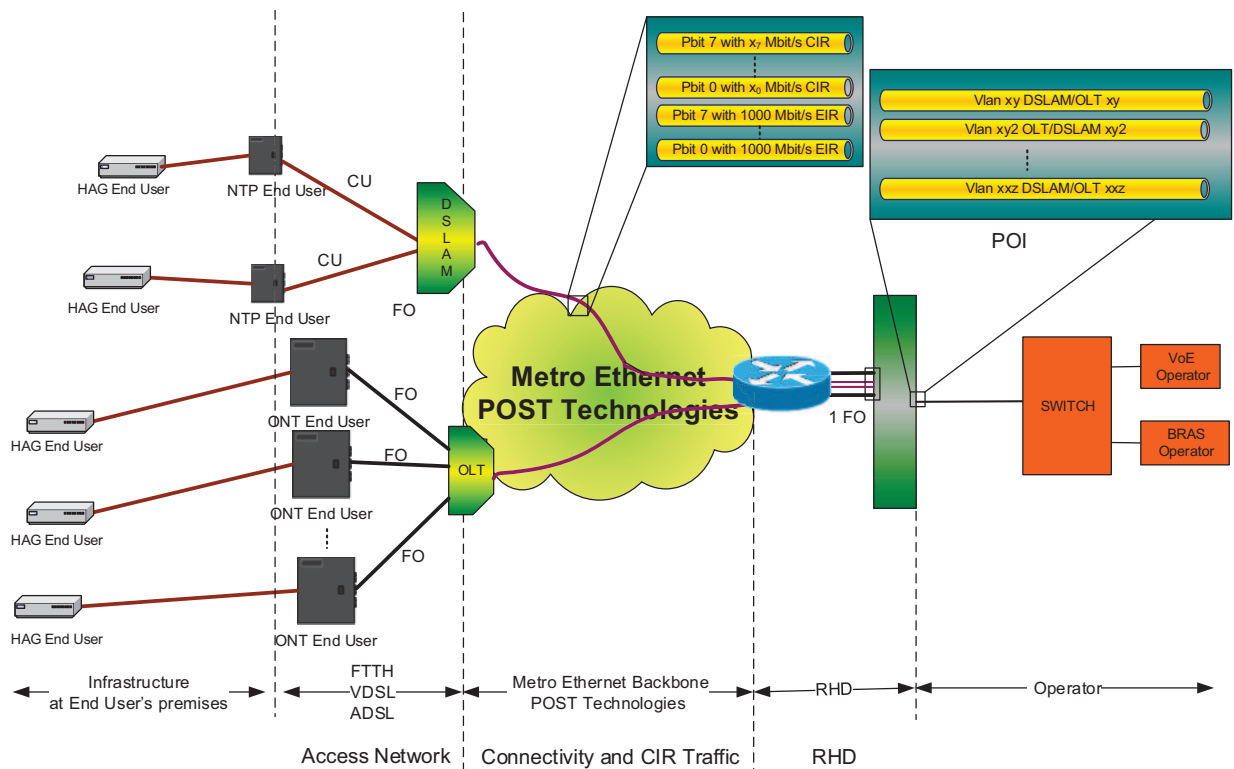 Pbit 7 with x7 Mbit/s CIR
Pbit 0 with x0 Mbit/s CIR
Pbit 7 with 1000 Mbit/s EIR
Pbit 0 with 1000 Mbit/s EIR
Vlan xy DSLAM/OLT xy
Vlan xy2 OLT/DSLAM xy2
Vlan xxz DSLAM/OLT xxz
POI
HAG End User
NTP End User
CU
DSLAM
HAG End User
NTP End User
CU
FO
Metro Ethernet
POST Technologies
1 FO
SWITCH
VoE
Operator
BRAS
Operator
HAG End User
ONT End User
FO
HAG End User
ONT End User
FO
OLT
FO
HAG End User
ONT End User
Infrastructure
at End User's premises
FTTH
VDSL
ADSL
Metro Ethernet Backbone
POST Technologies
RHD
Operator
Access Network
Connectivity and CIR Traffic
RHD